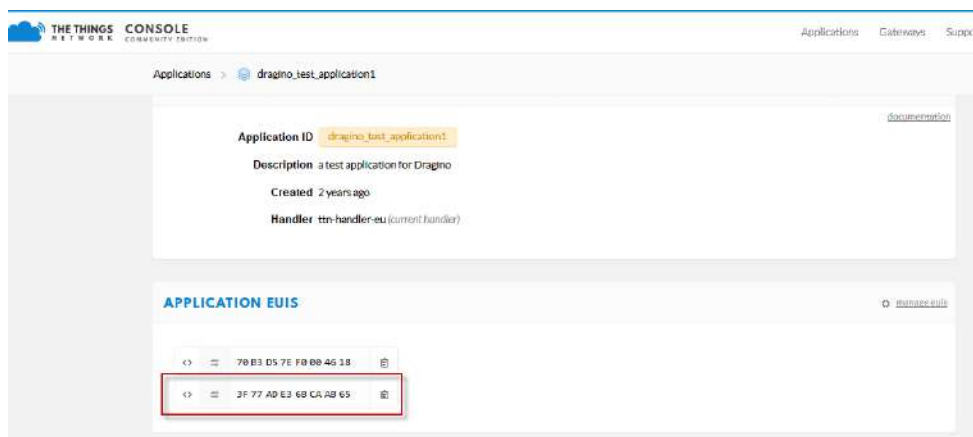 THE THINGS NETWORK CONSOLE COMMUNITY EDITION
Applications Gateways Suppo
Applications > dragino_test_application1
documentation
Application ID dragino_test_application1
Description a test application for Dragino
Created 2 years ago
Handler ttn-handler-eu (current handler)
APPLICATION EUIS
manage euis
<> 70 B3 D5 7E F0 00 46 18
<> 3F 77 AD E3 6B CA AB 65